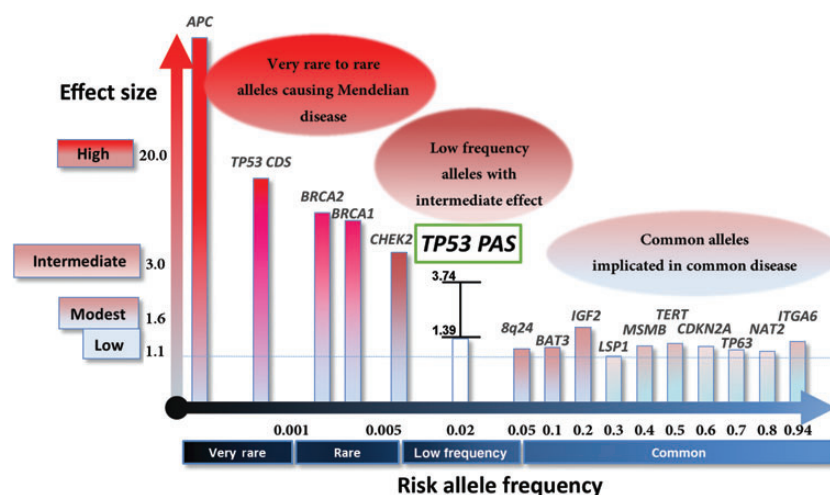 APC
Effect size
Very rare to rare
alleles causing Mendelian
disease
High
20.0
TP53 CDS
Low frequency
alleles with
intermediate effect
BRCA2
BRCA1
CHEK2
TP53 PAS
Common alleles
implicated in common disease
Intermediate
3.0
3.74
Modest
1.6
1.39
Low
1.1
8q24
BAT3
IGF2
LSP1
MSMB
TERT
CDKN2A
TP63
NAT2
ITGA6
0.001
0.005
0.02
0.05
0.1
0.2
0.3
0.4
0.5
0.6
0.7
0.8
0.94
Very rare
Rare
Low frequency
Common
Risk allele frequency